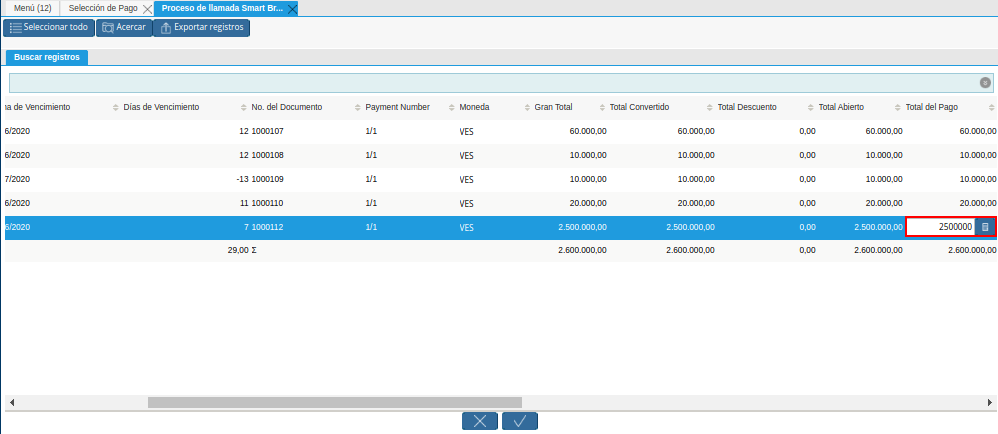 Menú (12) Selección de Pago Proceso de llamada Smart Br...
Seleccionar todo Acercar Exportar registros
Buscar registros
de Vencimiento Días de Vencimiento No. del Documento Payment Number Moneda Gran Total Total Convertido Total Descuento Total Abierto Total del Pago
6/2020 12 1000107 1/1 VES 60.000,00 60.000,00 0,00 60.000,00 60.000,00
6/2020 12 1000108 1/1 VES 10.000,00 10.000,00 0,00 10.000,00 10.000,00
7/2020 -13 1000109 1/1 VES 10.000,00 10.000,00 0,00 10.000,00 10.000,00
6/2020 11 1000110 1/1 VES 20.000,00 20.000,00 0,00 20.000,00 20.000,00
6/2020 7 1000112 1/1 VES 2.500.000,00 2.500.000,00 0,00 2.500.000,00 2500000
29,00 Σ 2.600.000,00 2.600.000,00 0,00 2.600.000,00 2.600.000,00